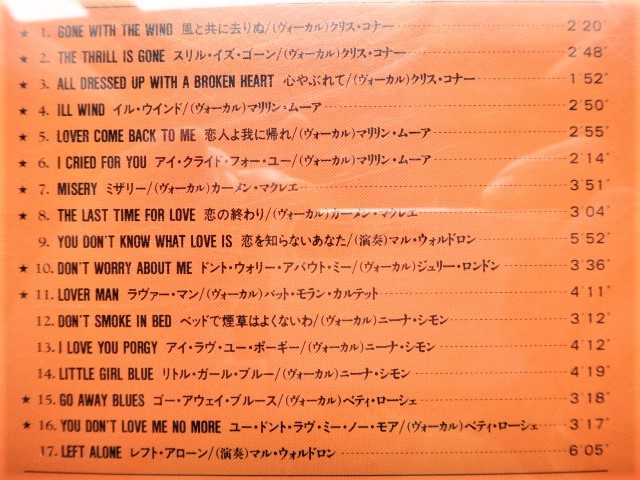 ★ 1. GONE WITH THE WIND 風と共に去りぬ/(ヴォーカル)クリス・コナー 2′20″
★ 2. THE THRILL IS GONE スリル・イズ・ゴーン/(ヴォーカル)クリス・コナー 2′48″
★ 3. ALL DRESSED UP WITH A BROKEN HEART 心やぶれて/(ヴォーカル)クリス・コナー 1′52″
★ 4. ILL WIND イル・ウインド/(ヴォーカル)マリリン・ムーア 2′50″
★ 5. LOVER COME BACK TO ME 恋人よ我に帰れ/(ヴォーカル)マリリン・ムーア 2′55″
★ 6. I CRIED FOR YOU アイ・クライド・フォー・ユー/(ヴォーカル)マリリン・ムーア 2′14″
★ 7. MISERY ミザリー/(ヴォーカル)カーメン・マクレエ 3′51″
★ 8. THE LAST TIME FOR LOVE 恋の終わり/(ヴォーカル)カーメン・マクレエ 3′04″
9. YOU DON'T KNOW WHAT LOVE IS 恋を知らないあなた/(演奏)マル・ウォルドロン 5′52″
★ 10. DON'T WORRY ABOUT ME ドント・ウォリー・アバウト・ミー/(ヴォーカル)ジュリー・ロンドン 3′36″
★ 11. LOVER MAN ラヴァー・マン/(ヴォーカル)パット・モラン・カルテット 4′11″
12. DON'T SMOKE IN BED ベッドで煙草はよくないわ/(ヴォーカル)ニーナ・シモン 3′12″
13. I LOVE YOU PORGY アイ・ラヴ・ユー・ポーギー/(ヴォーカル)ニーナ・シモン 4′12″
14. LITTLE GIRL BLUE リトル・ガール・ブルー/(ヴォーカル)ニーナ・シモン 4′19″
★ 15. GO AWAY BLUES ゴー・アウェイ・ブルース/(ヴォーカル)ベティ・ローシェ 3′18″
★ 16. YOU DON'T LOVE ME NO MORE ユー・ドント・ラヴ・ミー・ノー・モア/(ヴォーカル)ベティ・ローシェ 3′17″
17. LEFT ALONE レフト・アローン/(演奏)マル・ウォルドロン 6′05″